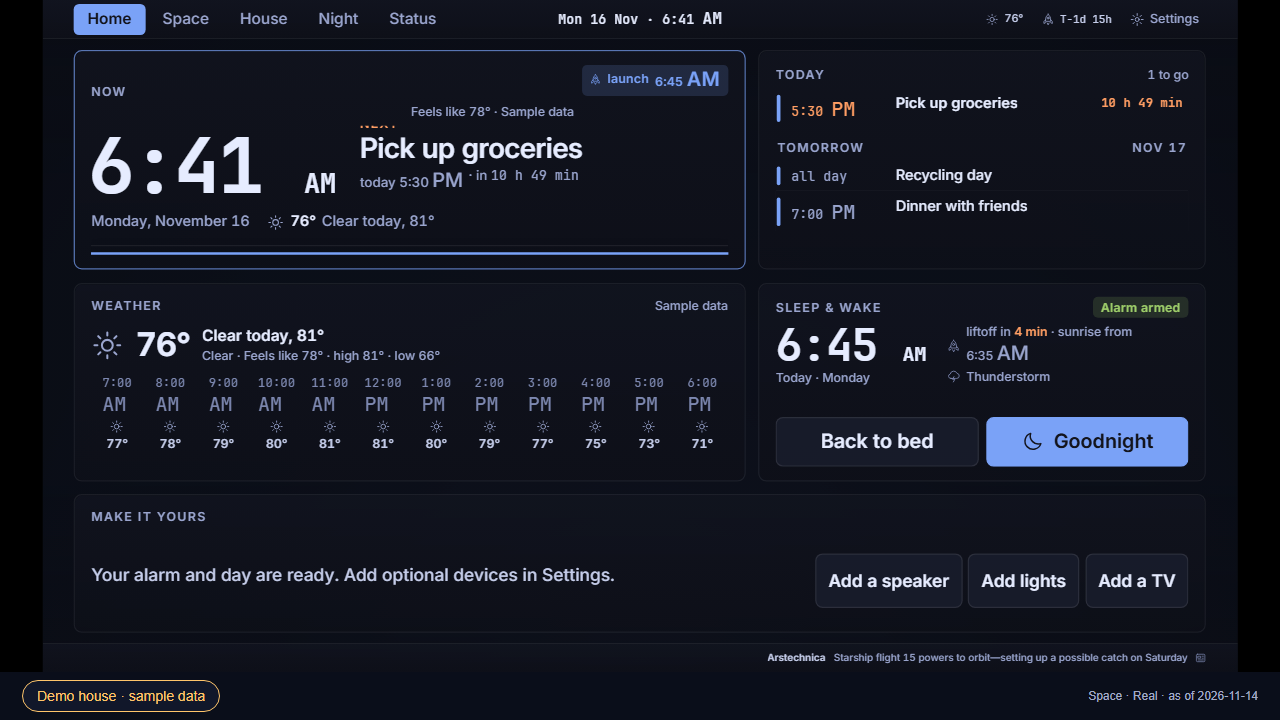 Home Space House Night Status Mon 16 Nov · 6:41 AM 76° T-1d 15h Settings
NOW
launch 6:45 AM
Feels like 78° · Sample data
NEXT
6:41 AM
Pick up groceries
today 5:30 PM · in 10 h 49 min
Monday, November 16 76° Clear today, 81°
TODAY 1 to go
5:30 PM Pick up groceries 10 h 49 min
TOMORROW NOV 17
all day Recycling day
7:00 PM Dinner with friends
WEATHER Sample data
76° Clear today, 81°
Clear · Feels like 78° · high 81° · low 66°
7:00 AM 8:00 AM 9:00 AM 10:00 AM 11:00 AM 12:00 PM 1:00 PM 2:00 PM 3:00 PM 4:00 PM 5:00 PM 6:00 PM
77° 78° 79° 80° 81° 81° 80° 79° 77° 75° 73° 71°
SLEEP & WAKE Alarm armed
6:45 AM
Today · Monday
liftoff in 4 min · sunrise from
6:35 AM
Thunderstorm
Back to bed Goodnight
MAKE IT YOURS
Your alarm and day are ready. Add optional devices in Settings.
Add a speaker Add lights Add a TV
Arstechnica Starship flight 15 powers to orbit—setting up a possible catch on Saturday
Demo house · sample data
Space · Real · as of 2026-11-14